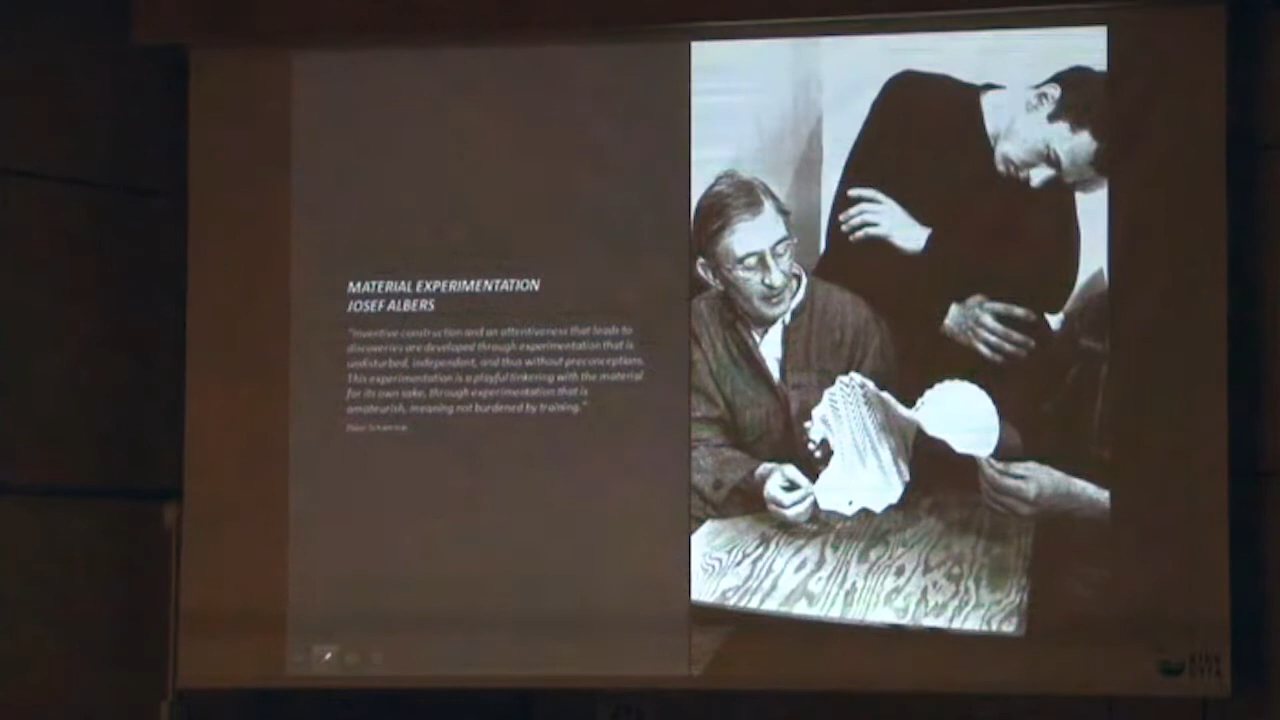 MATERIAL EXPERIMENTATION
JOSEF ALBERS
"Inventive construction and an attentiveness that leads to
discoveries are developed through experimentation that is
undisturbed, independent, and thus without preconceptions.
This experimentation is a playful tinkering with the material
for its own sake, through experimentation that is
amateurish, meaning not burdened by training."